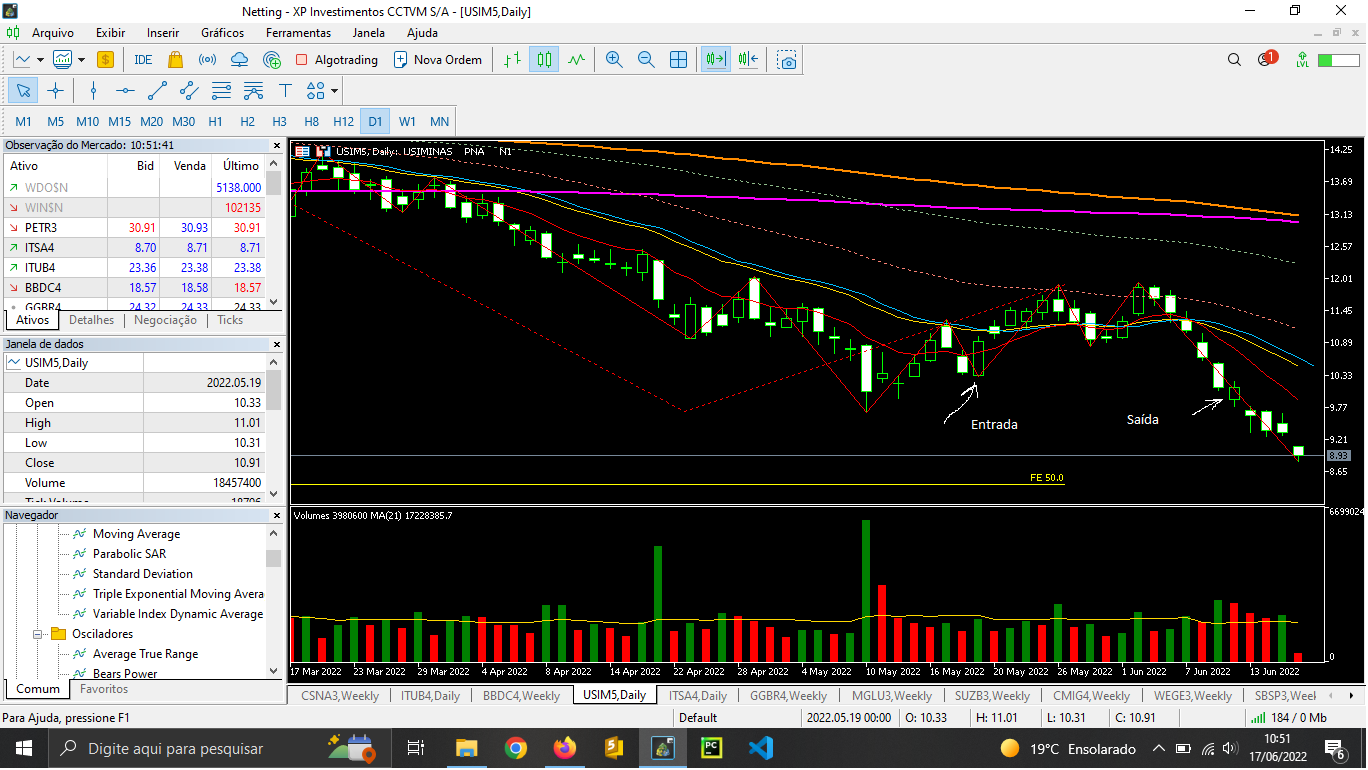 Netting - XP Investimentos CCTVM S/A - [USIM5,Daily]
Arquivo Exibir Inserir Gráficos Ferramentas Janela Ajuda
IDE Algotrading Nova Ordem 1 LVL
M1 M5 M10 M15 M20 M30 H1 H2 H3 H8 H12 D1 W1 MN
Observação do Mercado: 10:51:41
Ativo Bid Venda Último
WDO$N 5138.000
WIN$N 102135
PETR3 30.91 30.93 30.91
ITSA4 8.70 8.71 8.71
ITUB4 23.36 23.38 23.38
BBDC4 18.57 18.58 18.57
GGBR4 24.32 24.33 24.33
Ativos Detalhes Negociação Ticks
Janela de dados
USIM5,Daily
Date 2022.05.19
Open 10.33
High 11.01
Low 10.31
Close 10.91
Volume 18457400
Tick Volume 18796
Navegador
Moving Average
Parabolic SAR
Standard Deviation
Triple Exponential Moving Avera
Variable Index Dynamic Average
Osciladores
Average True Range
Bears Power
Comum Favoritos
USIM5, Daily: USIMINAS PNA N1
14.25
13.69
13.13
12.57
12.01
11.45
10.89
10.33
9.77
9.21
8.93
8.65
Entrada
Saída
FE 50.0
Volumes 3980600 MA(21) 17228385.7
6699024
0
17 Mar 2022 23 Mar 2022 29 Mar 2022 4 Apr 2022 8 Apr 2022 14 Apr 2022 22 Apr 2022 28 Apr 2022 4 May 2022 10 May 2022 16 May 2022 20 May 2022 26 May 2022 1 Jun 2022 7 Jun 2022 13 Jun 2022
CSNA3,Weekly ITUB4,Daily BBDC4,Weekly USIM5,Daily ITSA4,Daily GGBR4,Weekly MGLU3,Weekly SUZB3,Weekly CMIG4,Weekly WEGE3,Weekly SBSP3,Wee
Para Ajuda, pressione F1 Default 2022.05.19 00:00 O: 10.33 H: 11.01 L: 10.31 C: 10.91 184 / 0 Mb
Digite aqui para pesquisar PC 19°C Ensolarado 10:51
17/06/2022 6